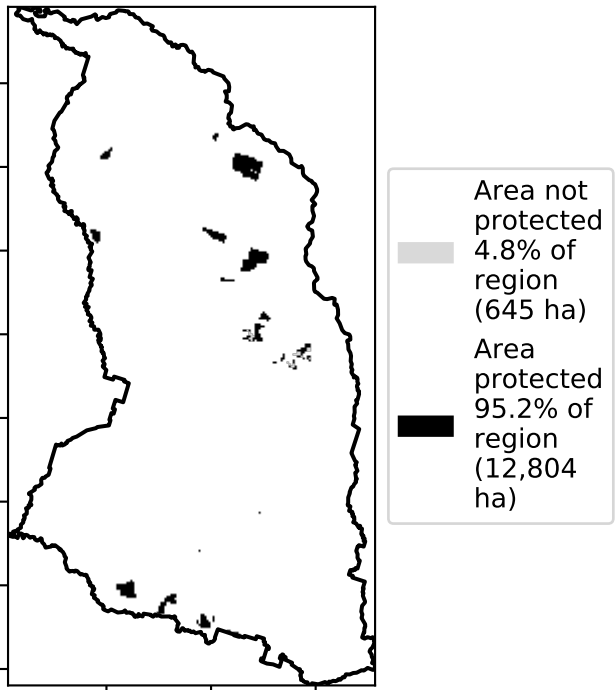 Area not
protected
4.8% of
region
(645 ha)
Area
protected
95.2% of
region
(12,804
ha)